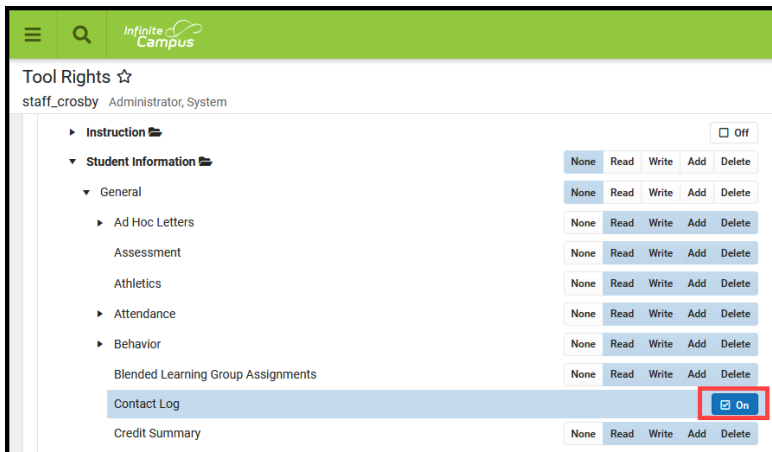 Infinite
Campus
Tool Rights
staff_crosby Administrator, System
Instruction Off
Student Information None Read Write Add Delete
General None Read Write Add Delete
Ad Hoc Letters None Read Write Add Delete
Assessment None Read Write Add Delete
Athletics None Read Write Add Delete
Attendance None Read Write Add Delete
Behavior None Read Write Add Delete
Blended Learning Group Assignments None Read Write Add Delete
Contact Log On
Credit Summary None Read Write Add Delete